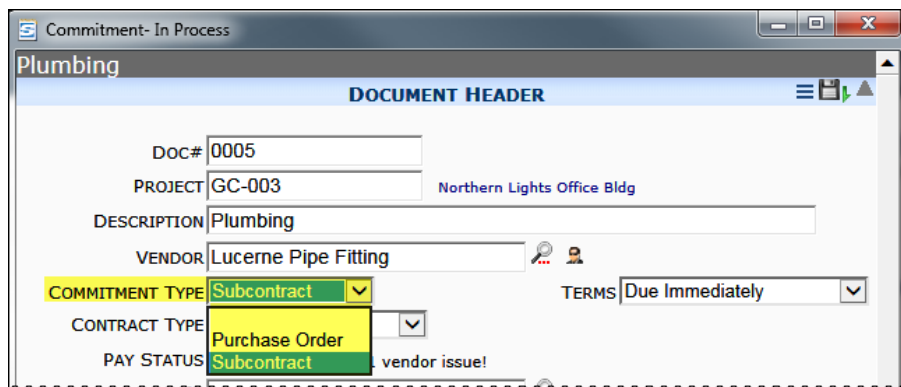 Commitment- In Process
Plumbing
DOCUMENT HEADER
DOC# 0005
PROJECT GC-003 Northern Lights Office Bldg
DESCRIPTION Plumbing
VENDOR Lucerne Pipe Fitting
COMMITMENT TYPE Subcontract TERMS Due Immediately
CONTRACT TYPE
Purchase Order
PAY STATUS Subcontract 1 vendor issue!